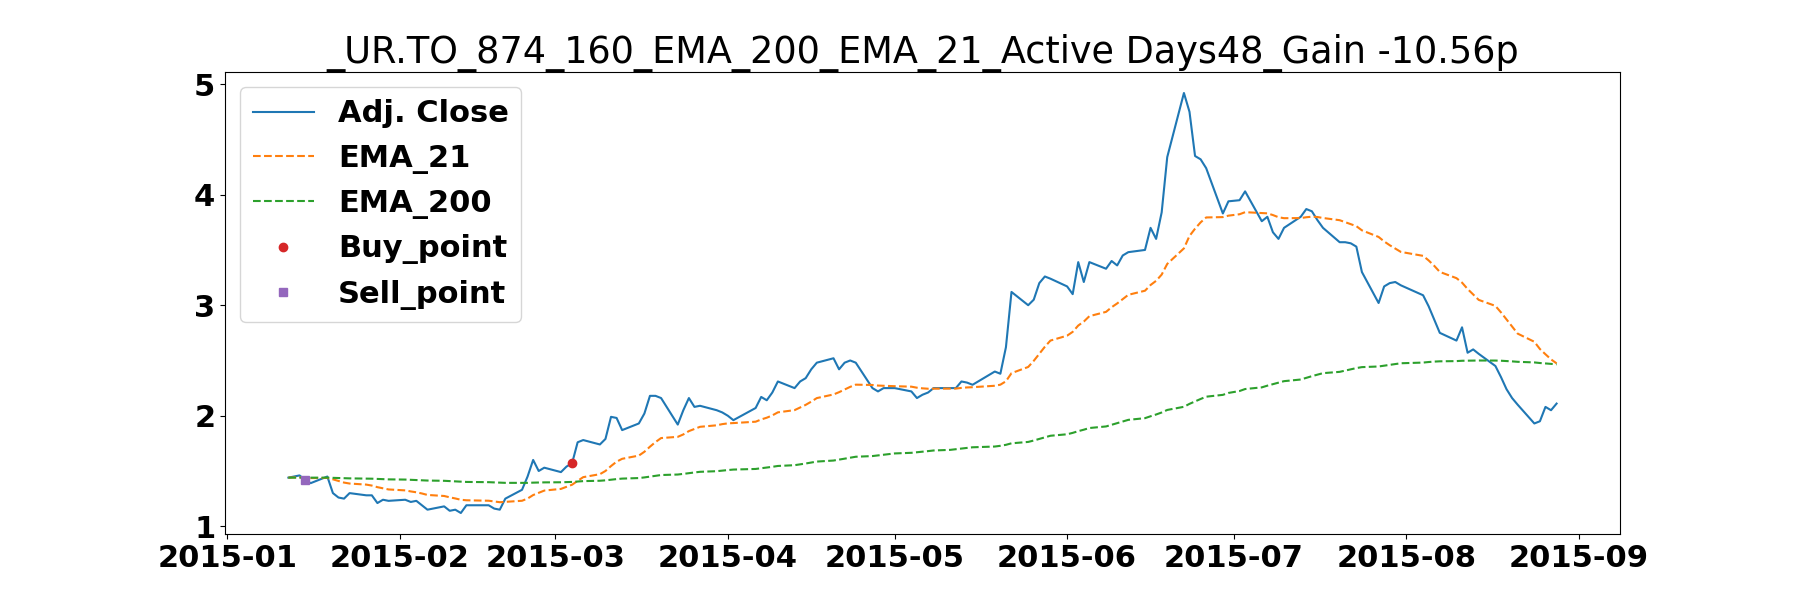 _UR.TO_874_160_EMA_200_EMA_21_Active Days48_Gain -10.56p
5
4
3
2
1
Adj. Close
EMA_21
EMA_200
Buy_point
Sell_point
2015-01 2015-02 2015-03 2015-04 2015-05 2015-06 2015-07 2015-08 2015-09